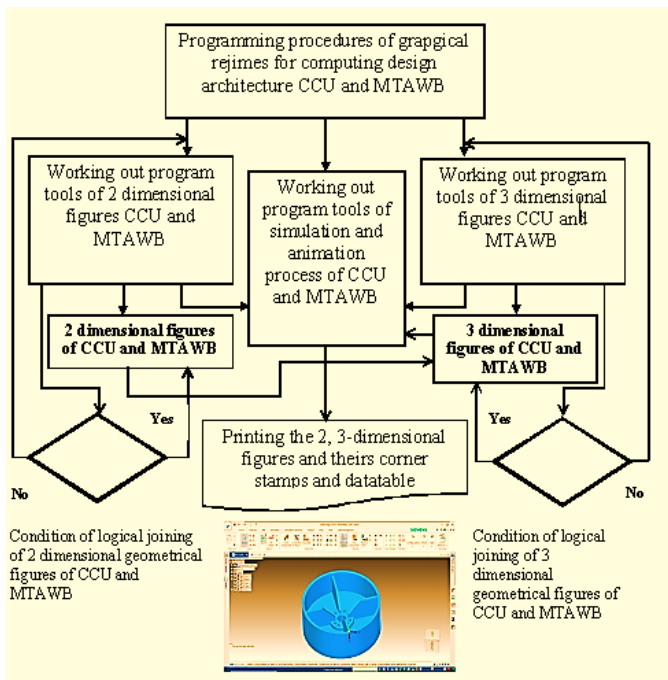 Programming procedures of grapgical
rejimes for computing design
architecture CCU and MTAWB
Working out program
tools of 2 dimensional
figures CCU and
MTAWB
Working out
program tools of
simulation and
animation
process of CCU
and MTAWB
Working out program
tools of 3 dimensional
figures CCU and
MTAWB
2 dimensional figures
of CCU and MTAWB
3 dimensional
figures of CCU and
MTAWB
Yes
Yes
Printing the 2, 3-dimensional
figures and theirs corner
stamps and datatable
No
No
Condition of logical joining
of 2 dimensional geometrical
figures of CCU and
MTAWB
Condition of logical
joining of 3
dimensional
geometrical figures of
CCU and MTAWB
SIEMENS